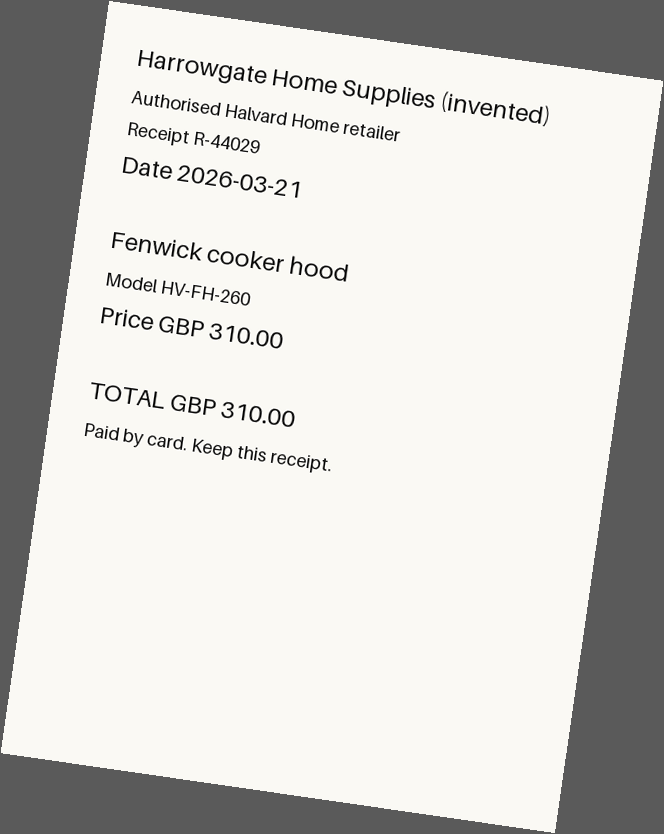 Harrowgate Home Supplies (invented)
Authorised Halvard Home retailer
Receipt R-44029
Date 2026-03-21
Fenwick cooker hood
Model HV-FH-260
Price GBP 310.00
TOTAL GBP 310.00
Paid by card. Keep this receipt.